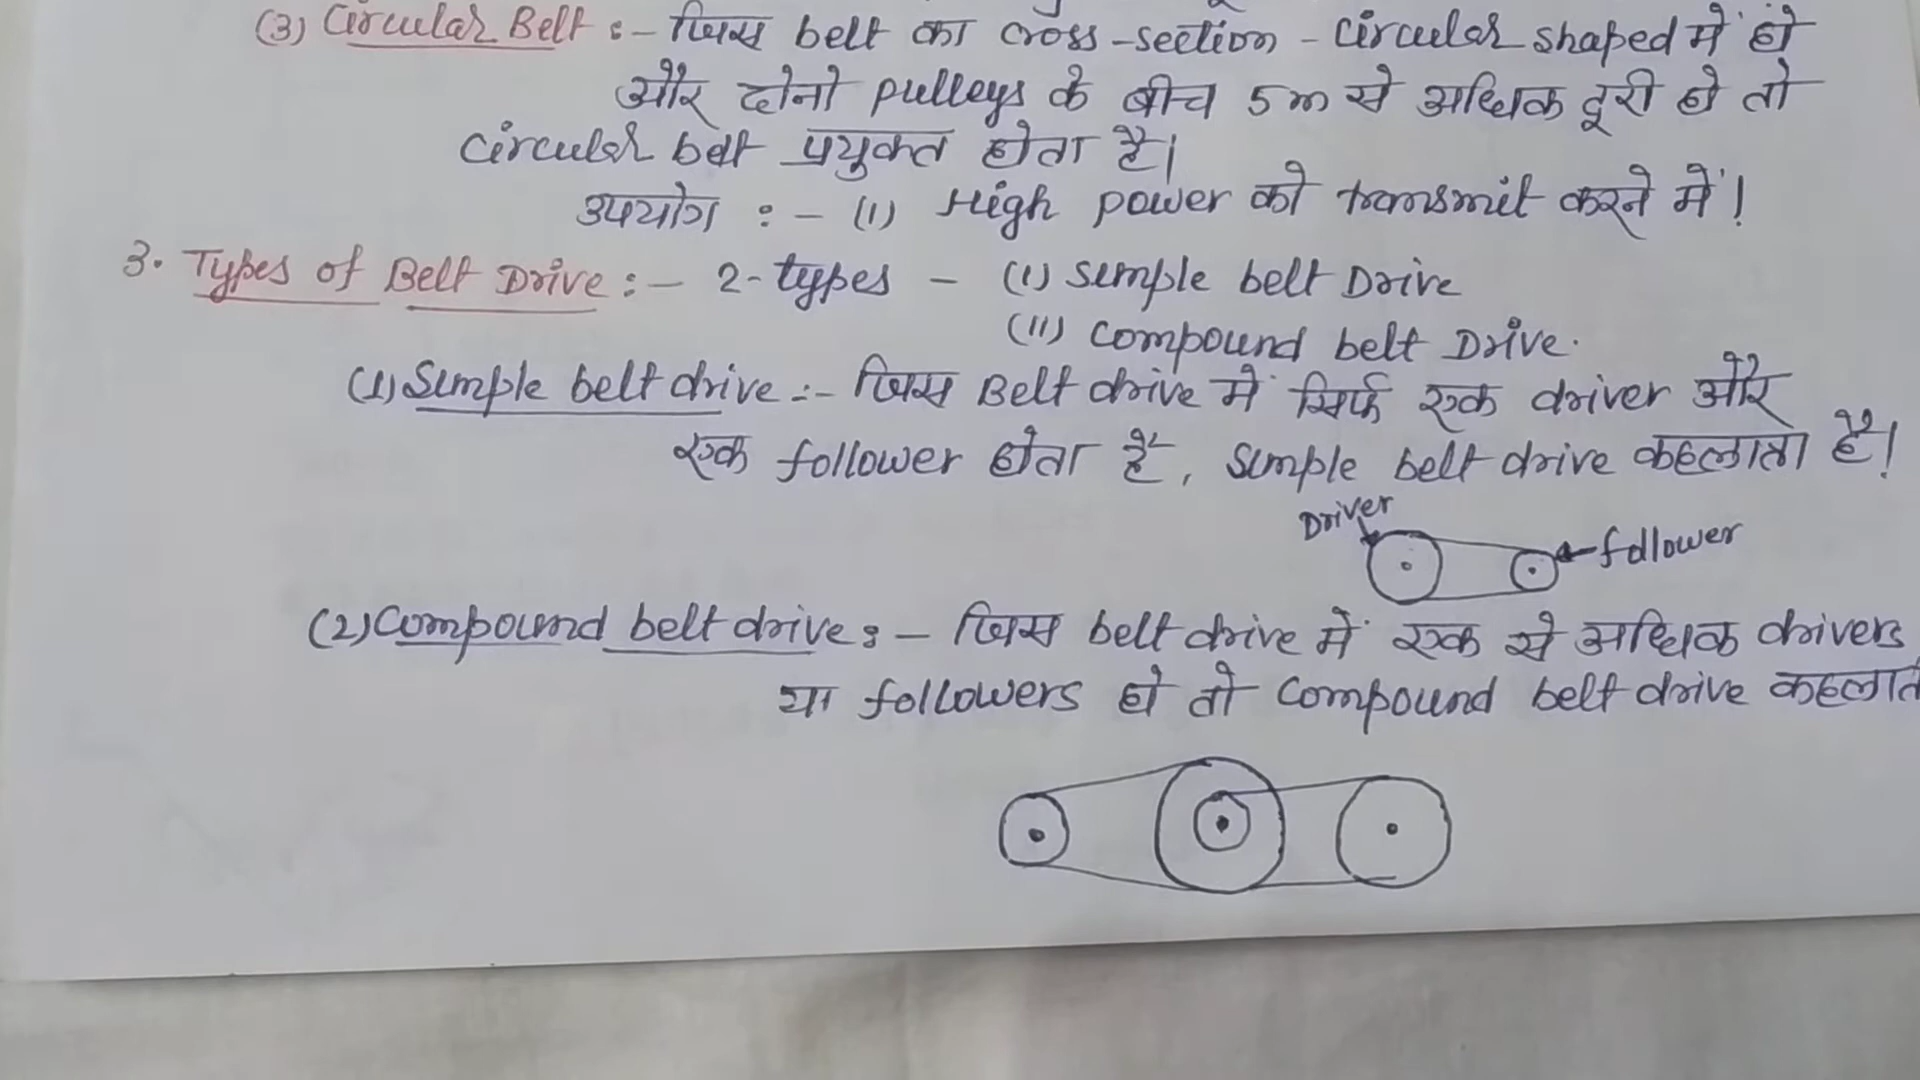 (3) Circular Belt :- जिस belt का cross-section - circular shaped में हो
और दोनो pulleys के बीच 5m से अधिक दूरी हो तो
circular belt प्रयुक्त होता है।
उपयोग :- (1) High power को transmit करने में!
3. Types of Belt Drive :- 2-types - (I) Simple belt Drive
(II) Compound belt Drive.
(1) Simple belt drive :- जिस Belt drive में सिर्फ एक driver और
एक follower होता है, Simple belt drive कहलाता है।
Driver
follower
(2) Compound belt drive :- जिस belt drive में एक से अधिक drivers
या followers हो तो Compound belt drive कहलात